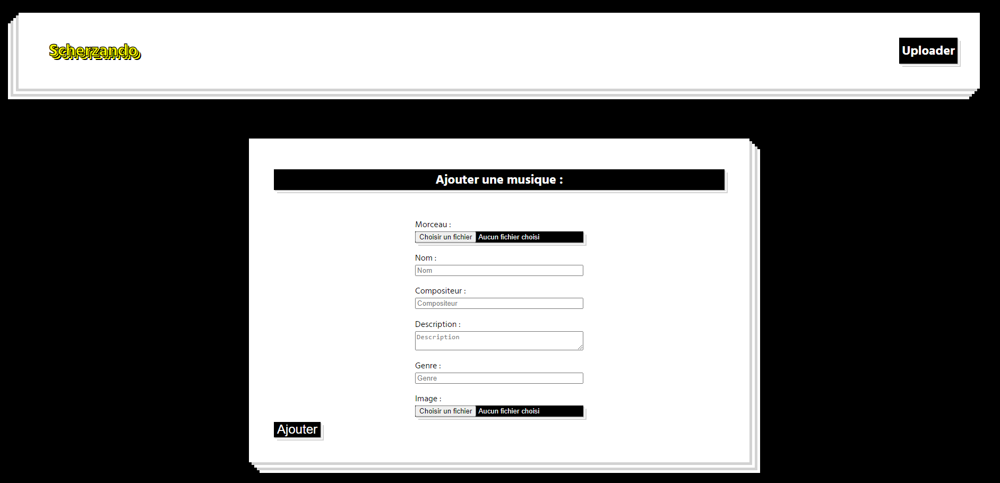 Scherzando
Uploader
Ajouter une musique :
Morceau :
Choisir un fichier Aucun fichier choisi
Nom :
Nom
Compositeur :
Compositeur
Description :
Description
Genre :
Genre
Image :
Choisir un fichier Aucun fichier choisi
Ajouter